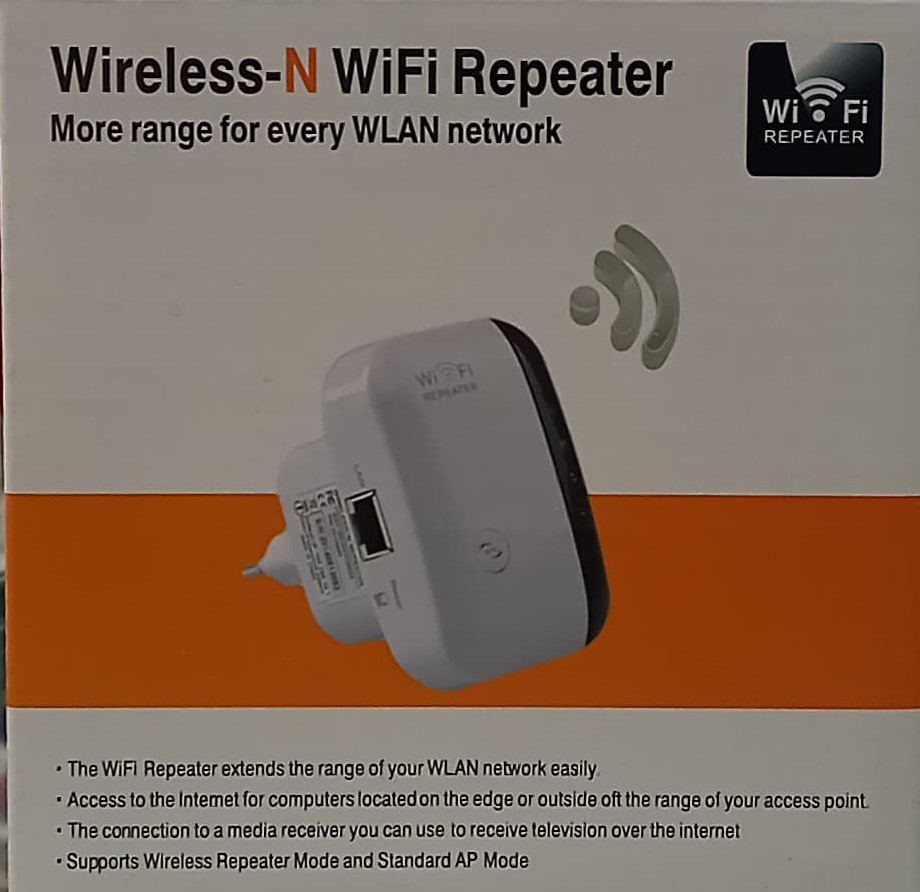 Wireless-N WiFi Repeater
More range for every WLAN network
Wi Fi
REPEATER
Wi Fi
REPEATER
LAN
Reset
• The WiFi Repeater extends the range of your WLAN network easily.
• Access to the Internet for computers located on the edge or outside oft the range of your access point.
• The connection to a media receiver you can use to receive television over the internet
• Supports Wireless Repeater Mode and Standard AP Mode